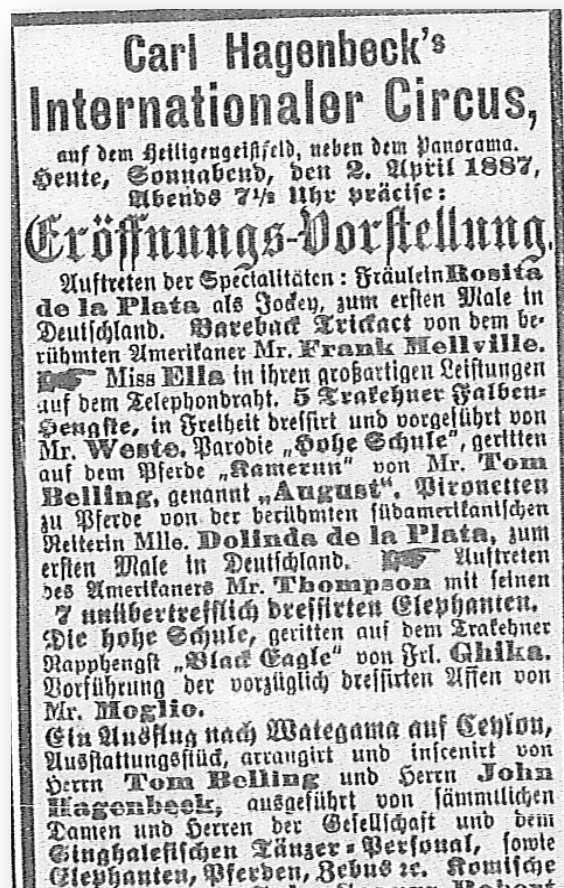 Carl Hagenbeck's
Internationaler Circus,
auf dem Heiligengeistfeld, neben dem Panorama.
Heute, Sonnabend, den 2. April 1887,
Abends 7½ Uhr präcise:
Eröffnungs-Vorstellung.
Auftreten der Specialitäten: Fräulein Rosita
de la Plata als Jockey, zum ersten Male in
Deutschland. Bareback Trickact von dem be-
rühmten Amerikaner Mr. Frank Mellville.
☞ Miss Ella in ihren großartigen Leistungen
auf dem Telephondraht. 5 Trakehner Falben-
Hengste, in Freiheit dressirt und vorgeführt von
Mr. Weste. Parodie „Hohe Schule“, geritten
auf dem Pferde „Kamerun“ von Mr. Tom
Belling, genannt „August“. Pironetten
zu Pferde von der berühmten südamerikanischen
Reiterin Mlle. Dolinda de la Plata, zum
ersten Male in Deutschland. ☞ Auftreten
des Amerikaners Mr. Thompson mit seinen
7 unübertrefflich dressirten Elephanten.
Die hohe Schule, geritten auf dem Trakehner
Rapphengst „Black Eagle“ von Frl. Ghika.
Vorführung der vorzüglich dressirten Affen von
Mr. Moglio.
Ein Ausflug nach Wategama auf Ceylon,
Ausstattungsstück, arrangirt und inscenirt von
Herrn Tom Belling und Herrn John
Hagenbeck, ausgeführt von sämmtlichen
Damen und Herren der Gesellschaft und dem
Singhalesischen Tänzer-Personal, sowie
Elephanten, Pferden, Zebus ꝛc. Komische